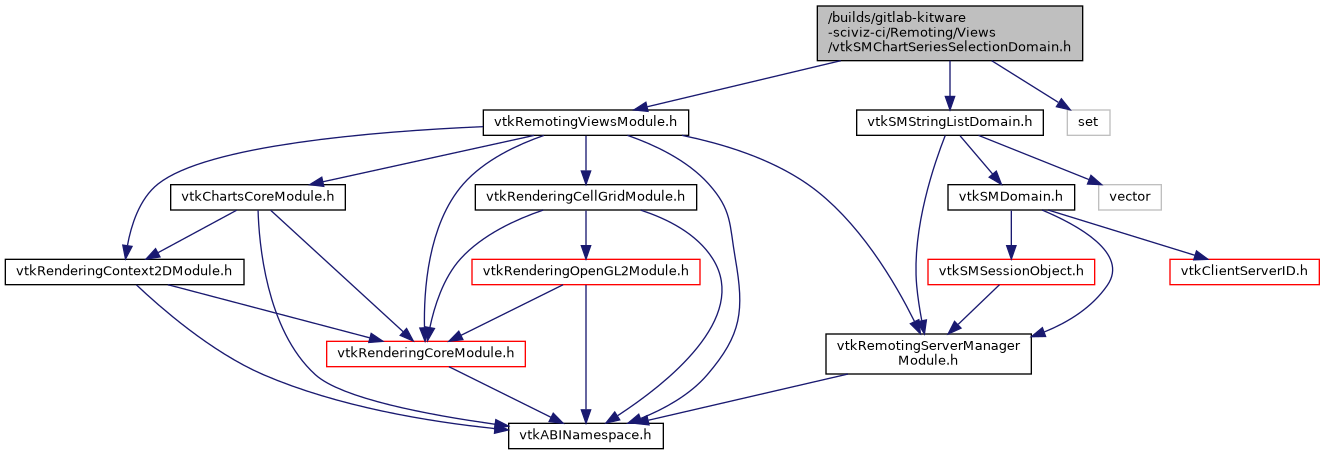 /builds/gitlab-kitware
-sciviz-ci/Remoting/Views
/vtkSMChartSeriesSelectionDomain.h
vtkRemotingViewsModule.h
vtkSMStringListDomain.h
set
vtkChartsCoreModule.h
vtkRenderingCellGridModule.h
vtkSMDomain.h
vector
vtkRenderingContext2DModule.h
vtkRenderingOpenGL2Module.h
vtkSMSessionObject.h
vtkClientServerID.h
vtkRenderingCoreModule.h
vtkRemotingServerManager
Module.h
vtkABINamespace.h